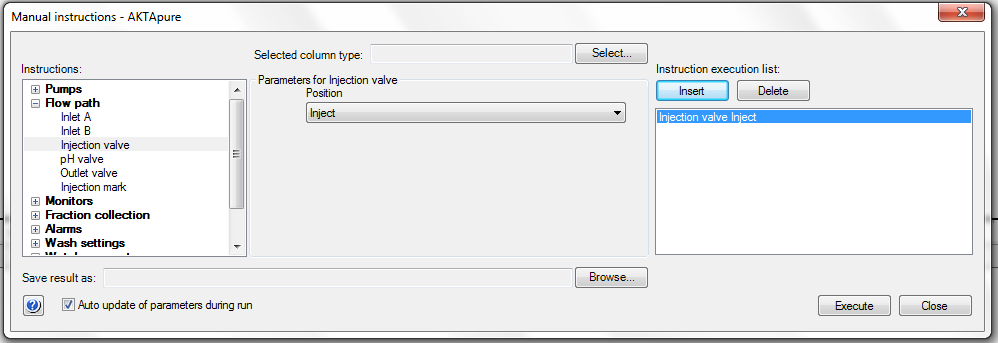 Manual instructions - AKTApure
Selected column type:
Select...
Instructions:
Pumps
Flow path
Inlet A
Inlet B
Injection valve
pH valve
Outlet valve
Injection mark
Monitors
Fraction collection
Alarms
Wash settings
Parameters for Injection valve
Position
Inject
Instruction execution list:
Insert
Delete
Injection valve Inject
Save result as:
Browse...
Auto update of parameters during run
Execute
Close